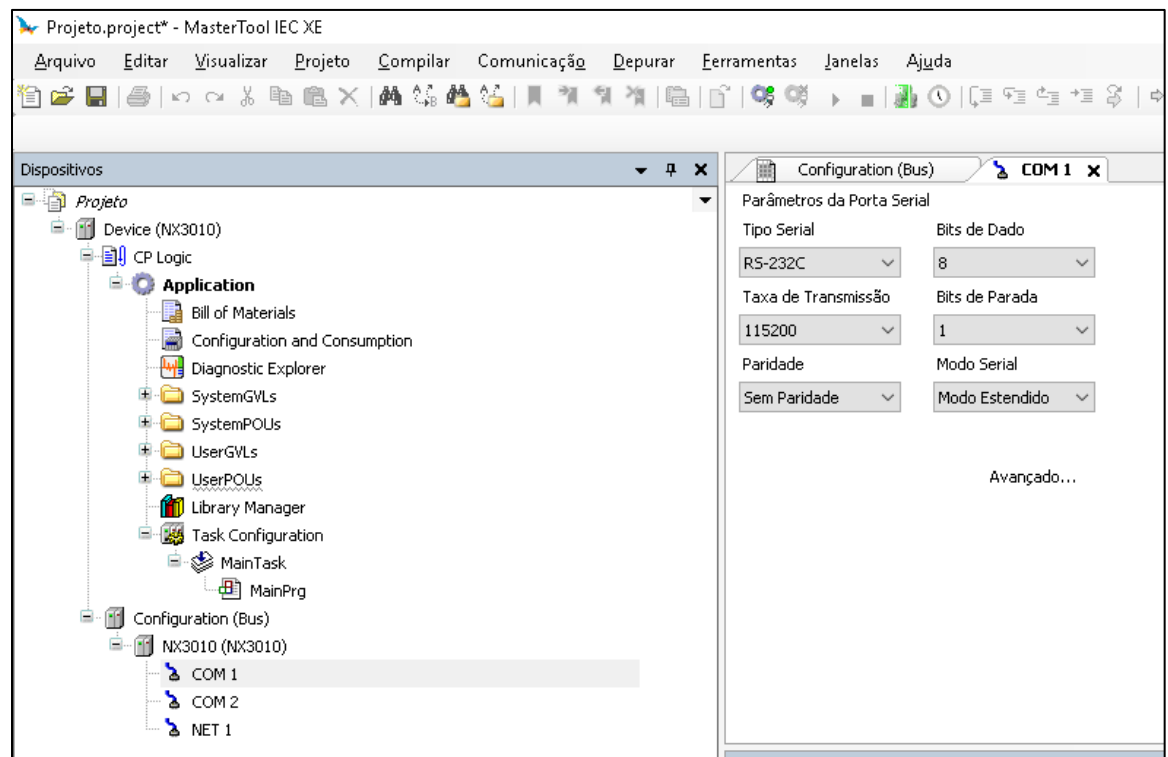 Projeto.project* - MasterTool IEC XE
Arquivo Editar Visualizar Projeto Compilar Comunicação Depurar Ferramentas Janelas Ajuda
Dispositivos
Projeto
Device (NX3010)
CP Logic
Application
Bill of Materials
Configuration and Consumption
Diagnostic Explorer
SystemGVLs
SystemPOUs
UserGVLs
UserPOUs
Library Manager
Task Configuration
MainTask
MainPrg
Configuration (Bus)
NX3010 (NX3010)
COM 1
COM 2
NET 1
Configuration (Bus) COM 1
Parâmetros da Porta Serial
Tipo Serial Bits de Dado
RS-232C 8
Taxa de Transmissão Bits de Parada
115200 1
Paridade Modo Serial
Sem Paridade Modo Estendido
Avançado...